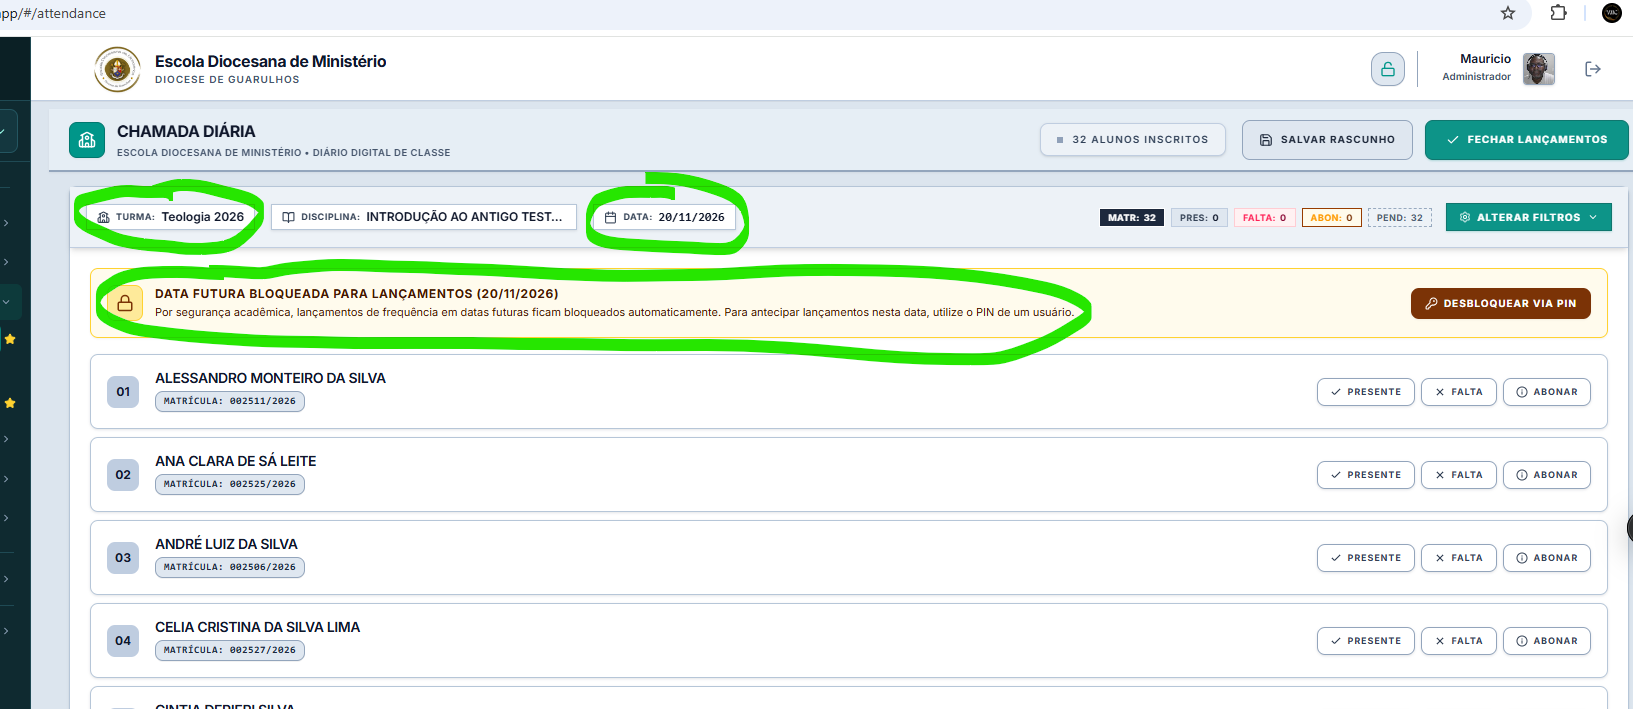 app/#/attendance
Escola Diocesana de Ministério
DIOCESE DE GUARULHOS
Mauricio
Administrador
CHAMADA DIÁRIA
ESCOLA DIOCESANA DE MINISTÉRIO • DIÁRIO DIGITAL DE CLASSE
32 ALUNOS INSCRITOS
SALVAR RASCUNHO
FECHAR LANÇAMENTOS
TURMA: Teologia 2026
DISCIPLINA: INTRODUÇÃO AO ANTIGO TEST...
DATA: 20/11/2026
MATR: 32
PRES: 0
FALTA: 0
ABON: 0
PEND: 32
ALTERAR FILTROS
DATA FUTURA BLOQUEADA PARA LANÇAMENTOS (20/11/2026)
Por segurança acadêmica, lançamentos de frequência em datas futuras ficam bloqueados automaticamente. Para antecipar lançamentos nesta data, utilize o PIN de um usuário.
DESBLOQUEAR VIA PIN
01
ALESSANDRO MONTEIRO DA SILVA
MATRÍCULA: 002511/2026
PRESENTE
FALTA
ABONAR
02
ANA CLARA DE SÁ LEITE
MATRÍCULA: 002525/2026
PRESENTE
FALTA
ABONAR
03
ANDRÉ LUIZ DA SILVA
MATRÍCULA: 002506/2026
PRESENTE
FALTA
ABONAR
04
CELIA CRISTINA DA SILVA LIMA
MATRÍCULA: 002527/2026
PRESENTE
FALTA
ABONAR